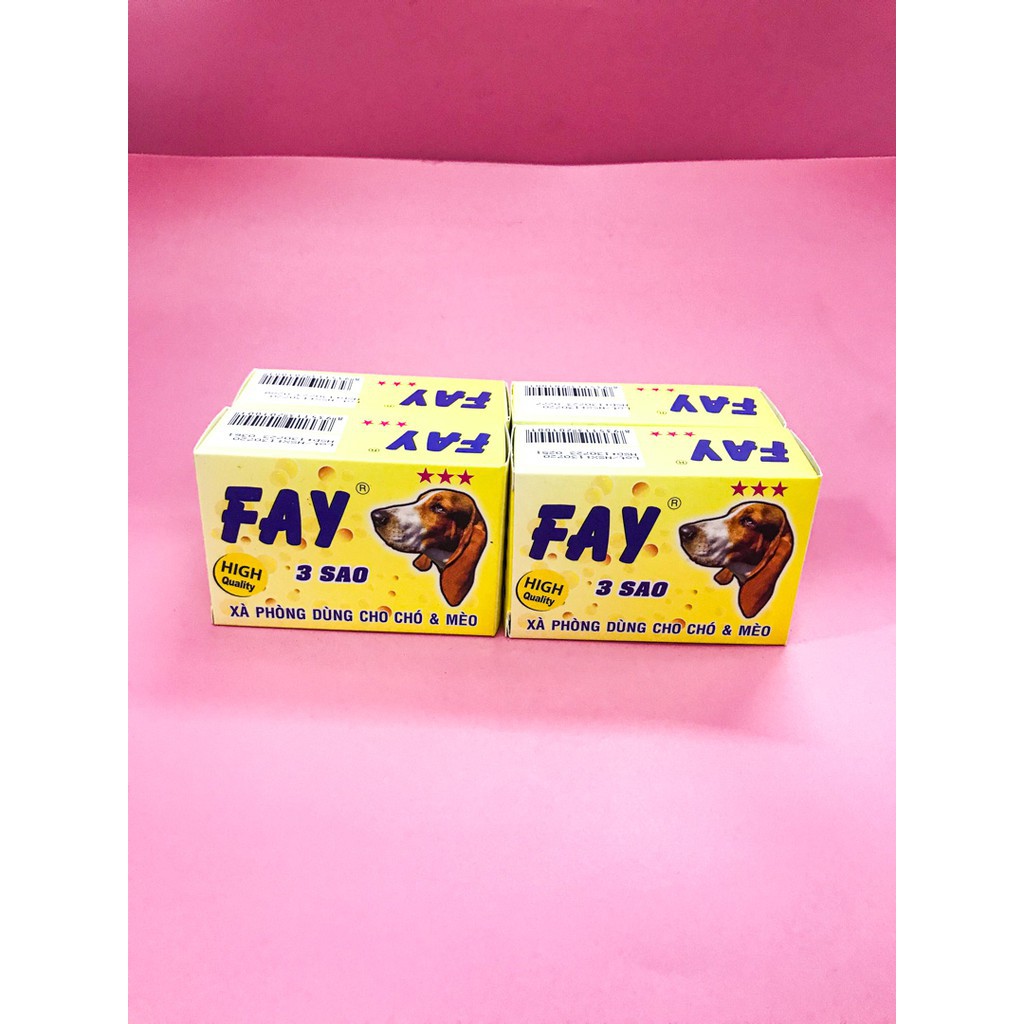 FAY
FAY
FAY
FAY
FAY ®
3 SAO
HIGH
Quality
XÀ PHÒNG DÙNG CHO CHÓ & MÈO
FAY ®
3 SAO
HIGH
Quality
XÀ PHÒNG DÙNG CHO CHÓ & MÈO